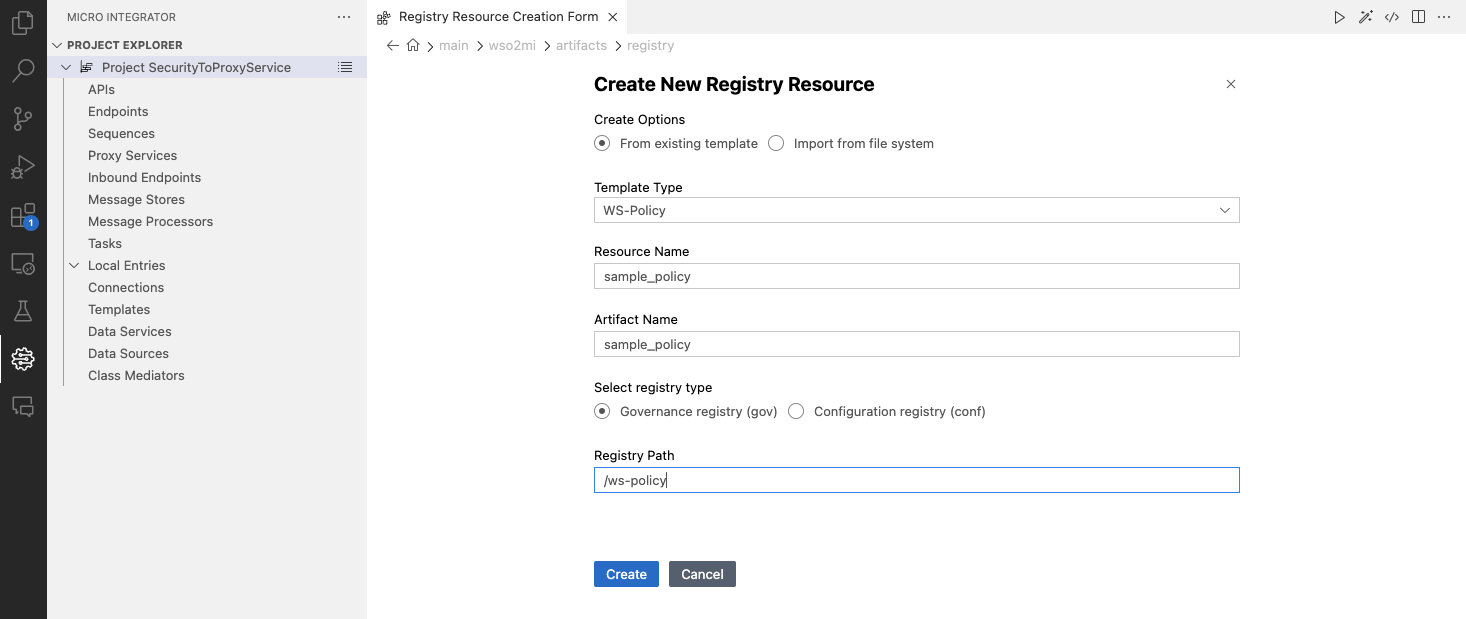 MICRO INTEGRATOR
PROJECT EXPLORER
Project SecurityToProxyService
APIs
Endpoints
Sequences
Proxy Services
Inbound Endpoints
Message Stores
Message Processors
Tasks
Local Entries
Connections
Templates
Data Services
Data Sources
Class Mediators
1
Registry Resource Creation Form
main wso2mi artifacts registry
Create New Registry Resource
Create Options
From existing template Import from file system
Template Type
WS-Policy
Resource Name
sample_policy
Artifact Name
sample_policy
Select registry type
Governance registry (gov) Configuration registry (conf)
Registry Path
/ws-policy
Create Cancel